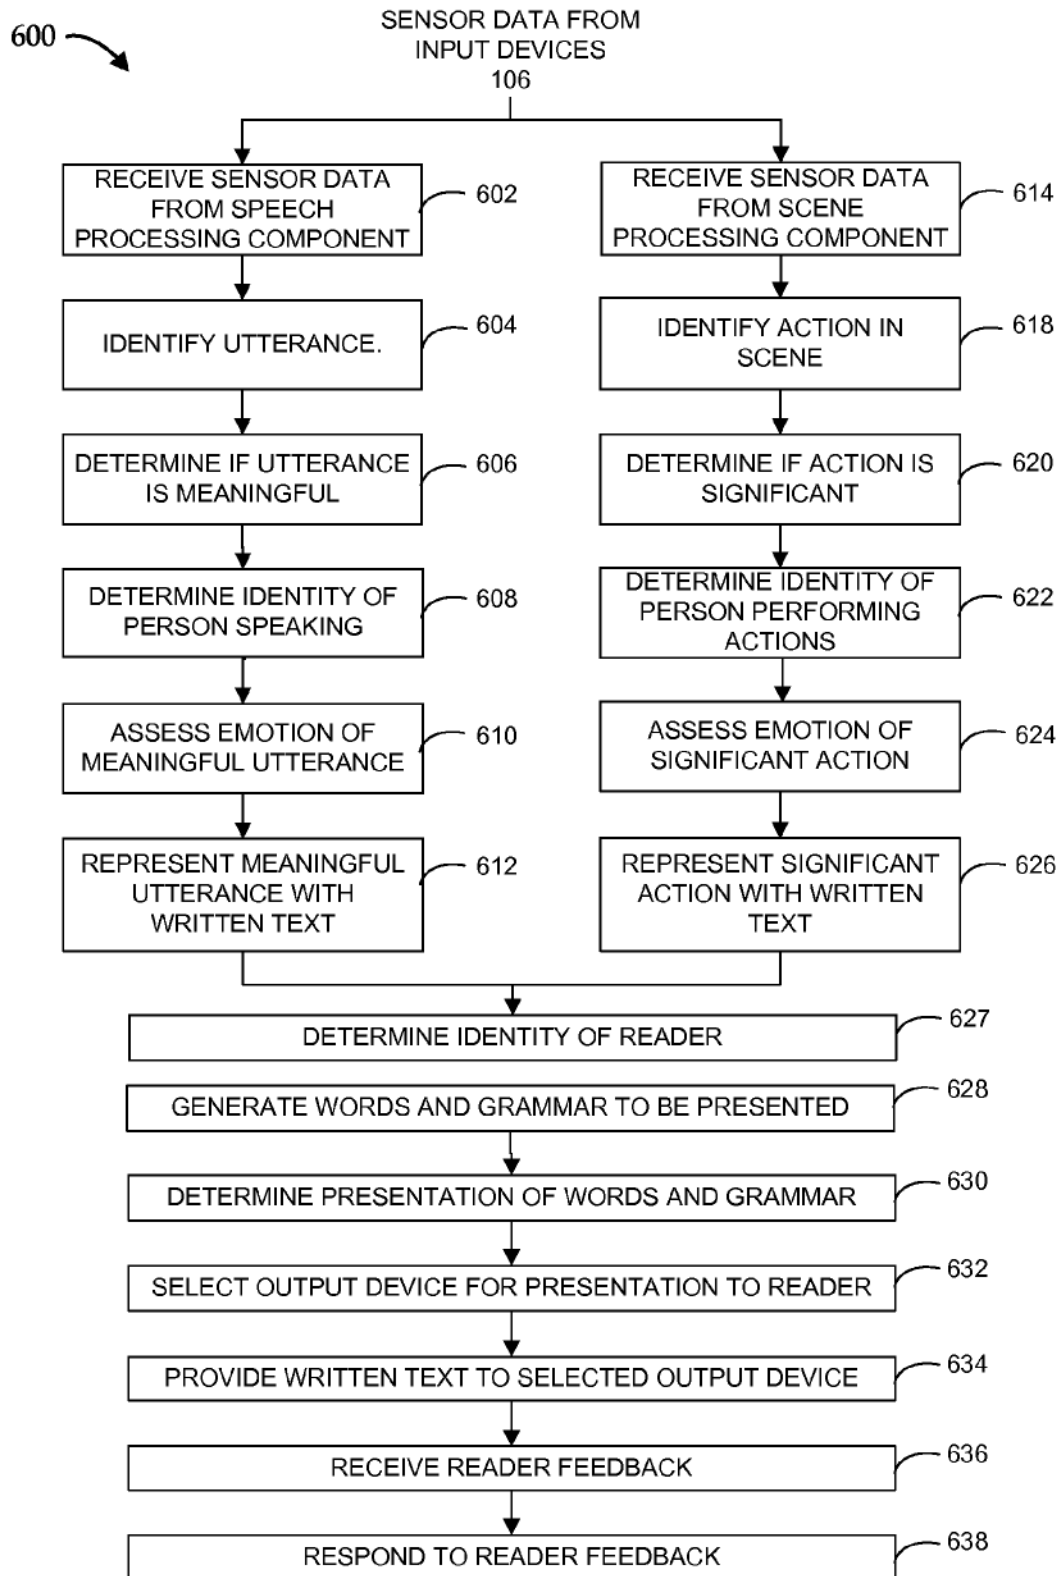 600
SENSOR DATA FROM
INPUT DEVICES
106
RECEIVE SENSOR DATA
FROM SPEECH
PROCESSING COMPONENT
602
IDENTIFY UTTERANCE.
604
DETERMINE IF UTTERANCE
IS MEANINGFUL
606
DETERMINE IDENTITY OF
PERSON SPEAKING
608
ASSESS EMOTION OF
MEANINGFUL UTTERANCE
610
REPRESENT MEANINGFUL
UTTERANCE WITH
WRITTEN TEXT
612
RECEIVE SENSOR DATA
FROM SCENE
PROCESSING COMPONENT
614
IDENTIFY ACTION IN
SCENE
618
DETERMINE IF ACTION IS
SIGNIFICANT
620
DETERMINE IDENTITY OF
PERSON PERFORMING
ACTIONS
622
ASSESS EMOTION OF
SIGNIFICANT ACTION
624
REPRESENT SIGNIFICANT
ACTION WITH WRITTEN
TEXT
626
DETERMINE IDENTITY OF READER
627
GENERATE WORDS AND GRAMMAR TO BE PRESENTED
628
DETERMINE PRESENTATION OF WORDS AND GRAMMAR
630
SELECT OUTPUT DEVICE FOR PRESENTATION TO READER
632
PROVIDE WRITTEN TEXT TO SELECTED OUTPUT DEVICE
634
RECEIVE READER FEEDBACK
636
RESPOND TO READER FEEDBACK
638